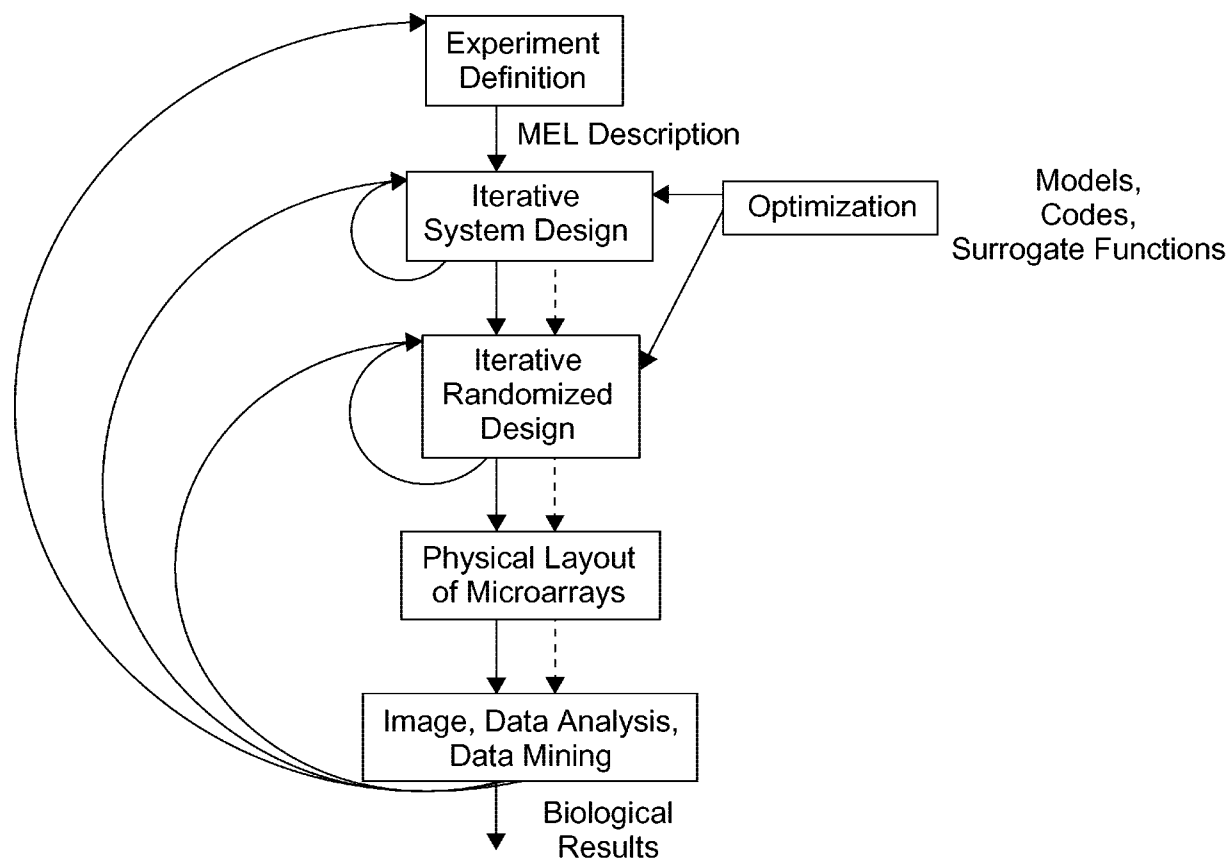 Experiment
Definition
MEL Description
Iterative
System Design
Optimization
Models,
Codes,
Surrogate Functions
Iterative
Randomized
Design
Physical Layout
of Microarrays
Image, Data Analysis,
Data Mining
Biological
Results